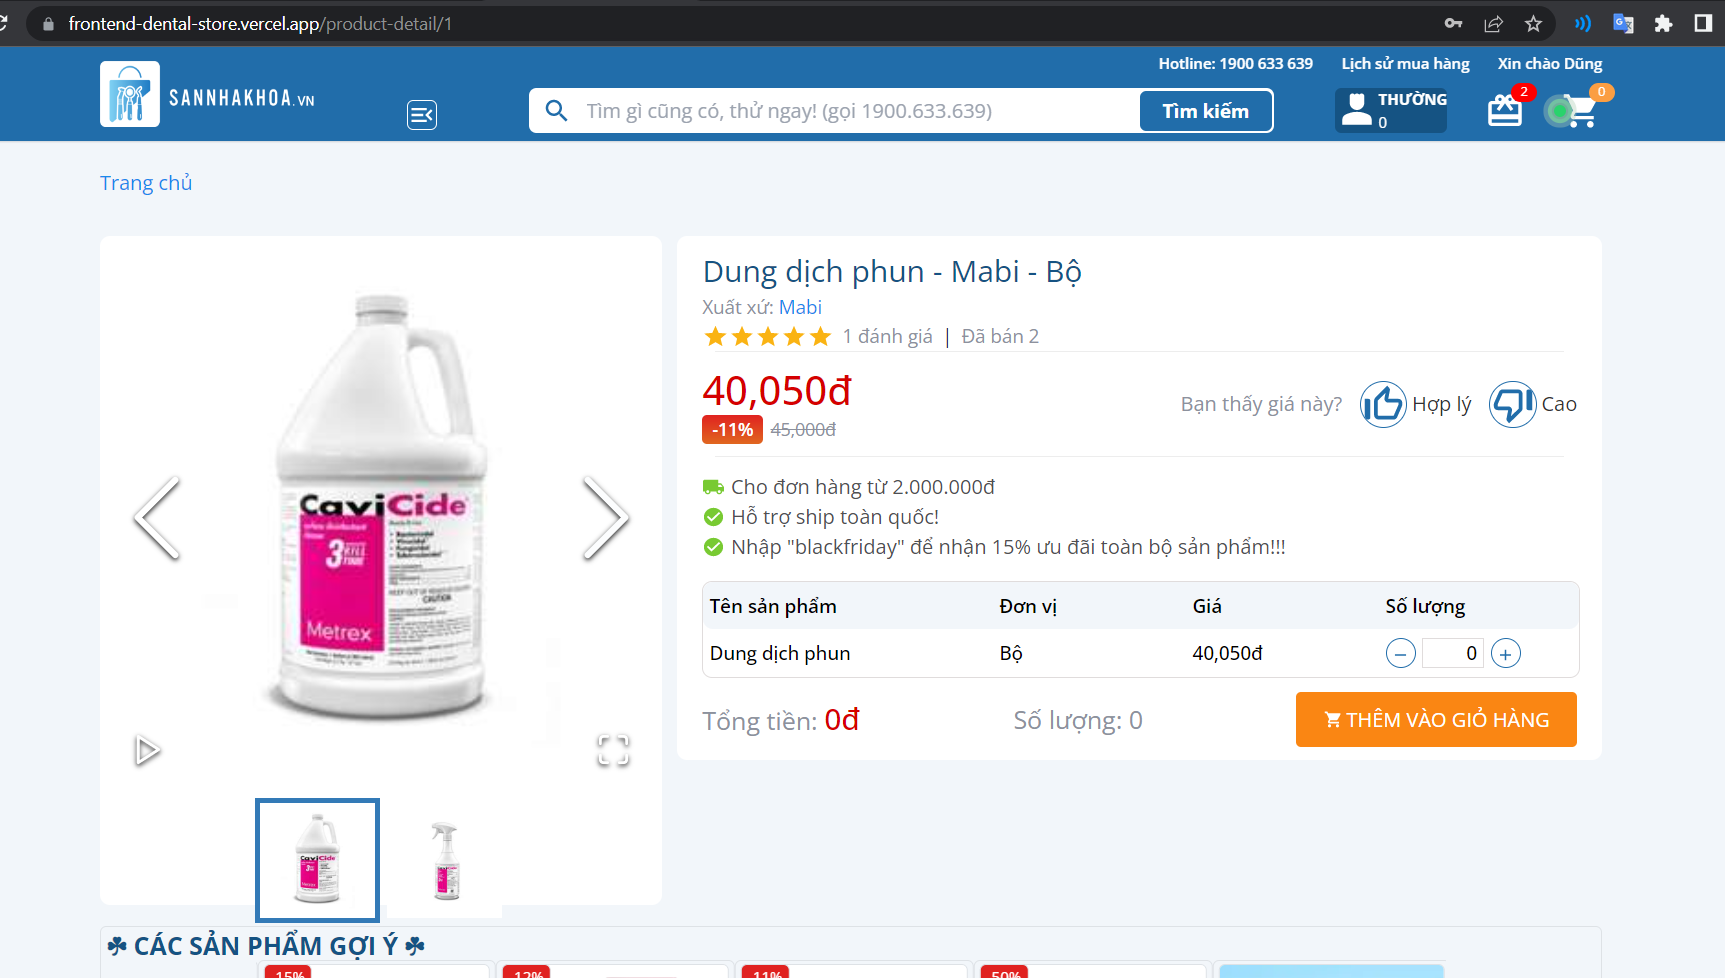 frontend-dental-store.vercel.app/product-detail/1
Hotline: 1900 633 639 Lịch sử mua hàng Xin chào Dũng
SANNHAKHOA.VN
Tìm gì cũng có, thử ngay! (gọi 1900.633.639)
Tìm kiếm
THƯỜNG
0
2
0
Trang chủ
CaviCide
3
KILL
TIME
CAUTION
Metrex
Dung dịch phun - Mabi - Bộ
Xuất xứ: Mabi
1 đánh giá | Đã bán 2
40,050đ
-11% 45,000đ
Bạn thấy giá này? Hợp lý Cao
Cho đơn hàng từ 2.000.000đ
Hỗ trợ ship toàn quốc!
Nhập "blackfriday" để nhận 15% ưu đãi toàn bộ sản phẩm!!!
Tên sản phẩm Đơn vị Giá Số lượng
Dung dịch phun Bộ 40,050đ 0
Tổng tiền: 0đ Số lượng: 0 THÊM VÀO GIỎ HÀNG
CaviCide
Metrex
☘ CÁC SẢN PHẨM GỢI Ý ☘
-15% -12% -11% -50%